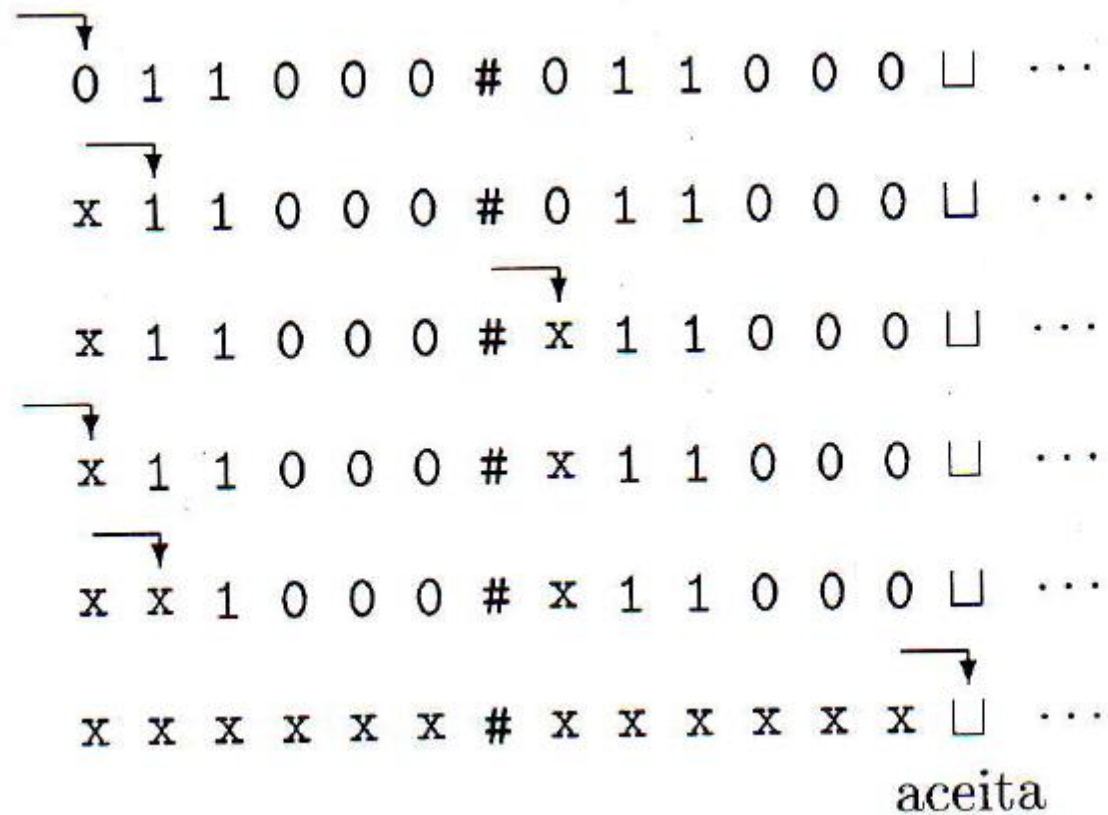 0 1 1 0 0 0 # 0 1 1 0 0 0 ⊔ ...
x 1 1 0 0 0 # 0 1 1 0 0 0 ⊔ ...
x 1 1 0 0 0 # x 1 1 0 0 0 ⊔ ...
x 1 1 0 0 0 # x 1 1 0 0 0 ⊔ ...
x x 1 0 0 0 # x 1 1 0 0 0 ⊔ ...
x x x x x x # x x x x x x ⊔ ...
aceita